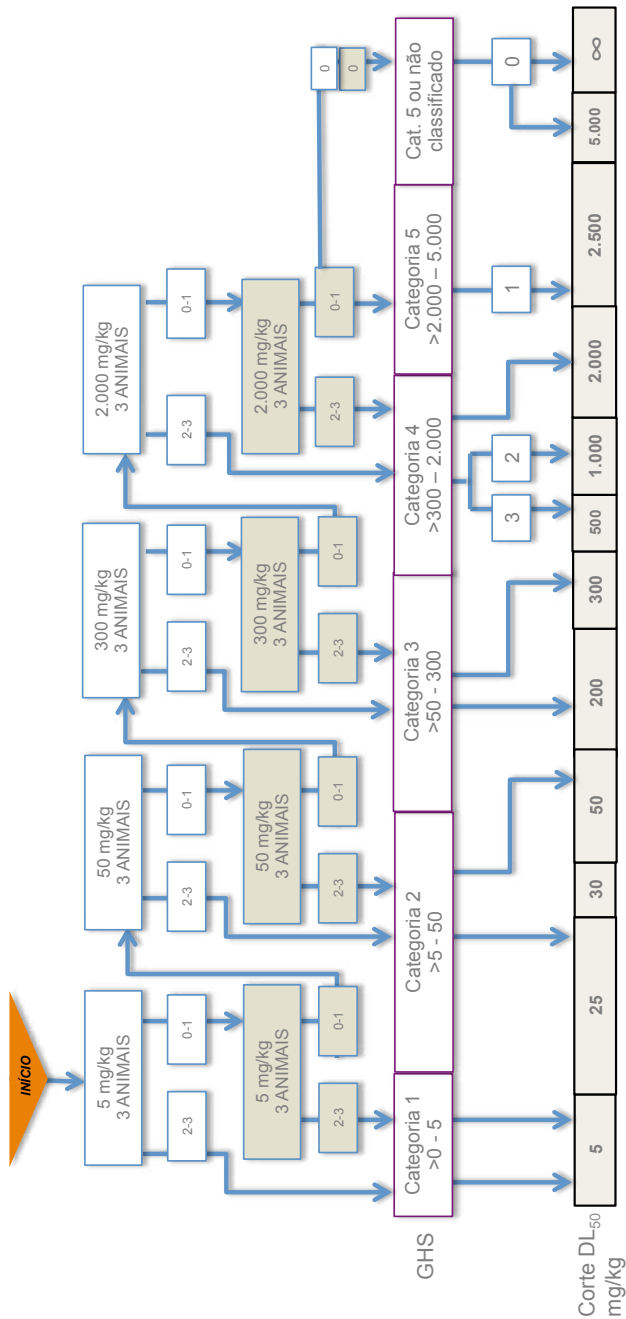 INÍCIO
5 mg/kg
3 ANIMAIS
50 mg/kg
3 ANIMAIS
300 mg/kg
3 ANIMAIS
2.000 mg/kg
3 ANIMAIS
2-3
0-1
2-3
0-1
2-3
0-1
2-3
0-1
5 mg/kg
3 ANIMAIS
50 mg/kg
3 ANIMAIS
300 mg/kg
3 ANIMAIS
2.000 mg/kg
3 ANIMAIS
2-3
0-1
2-3
0-1
2-3
0-1
2-3
0-1
0
0
GHS
Categoria 1
>0 - 5
Categoria 2
>5 - 50
Categoria 3
>50 - 300
Categoria 4
>300 – 2.000
Categoria 5
>2.000 – 5.000
Cat. 5 ou não
classificado
3
2
1
0
Corte DL50
mg/kg
5
25
30
50
200
300
500
1.000
2.000
2.500
5.000
∞